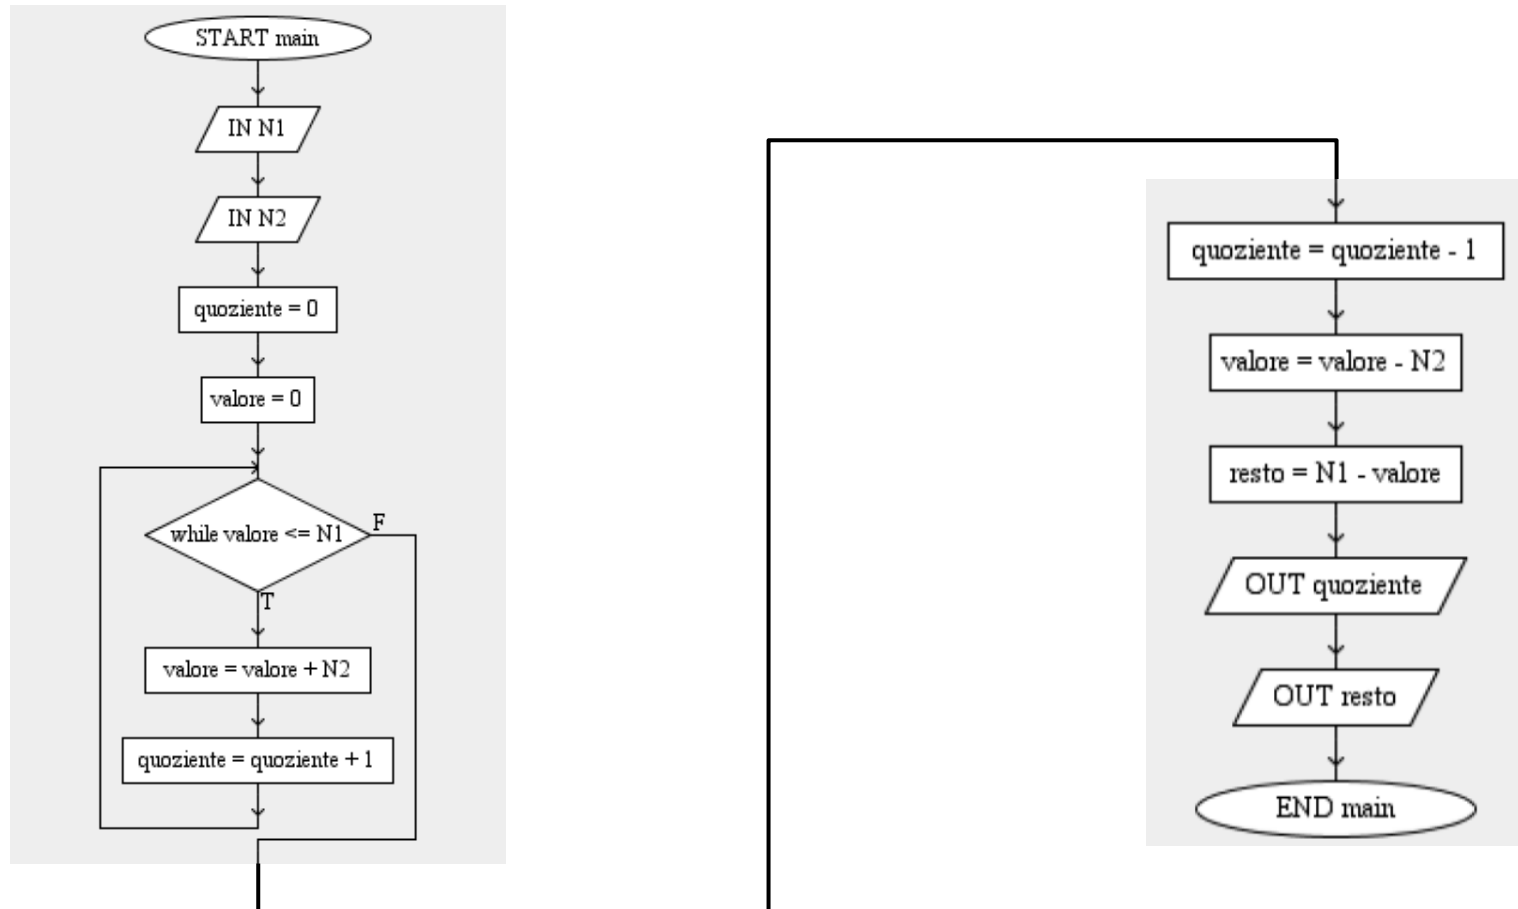 START main
IN N1
IN N2
quoziente = 0
valore = 0
while valore <= N1
F
T
valore = valore + N2
quoziente = quoziente + 1
quoziente = quoziente - 1
valore = valore - N2
resto = N1 - valore
OUT quoziente
OUT resto
END main